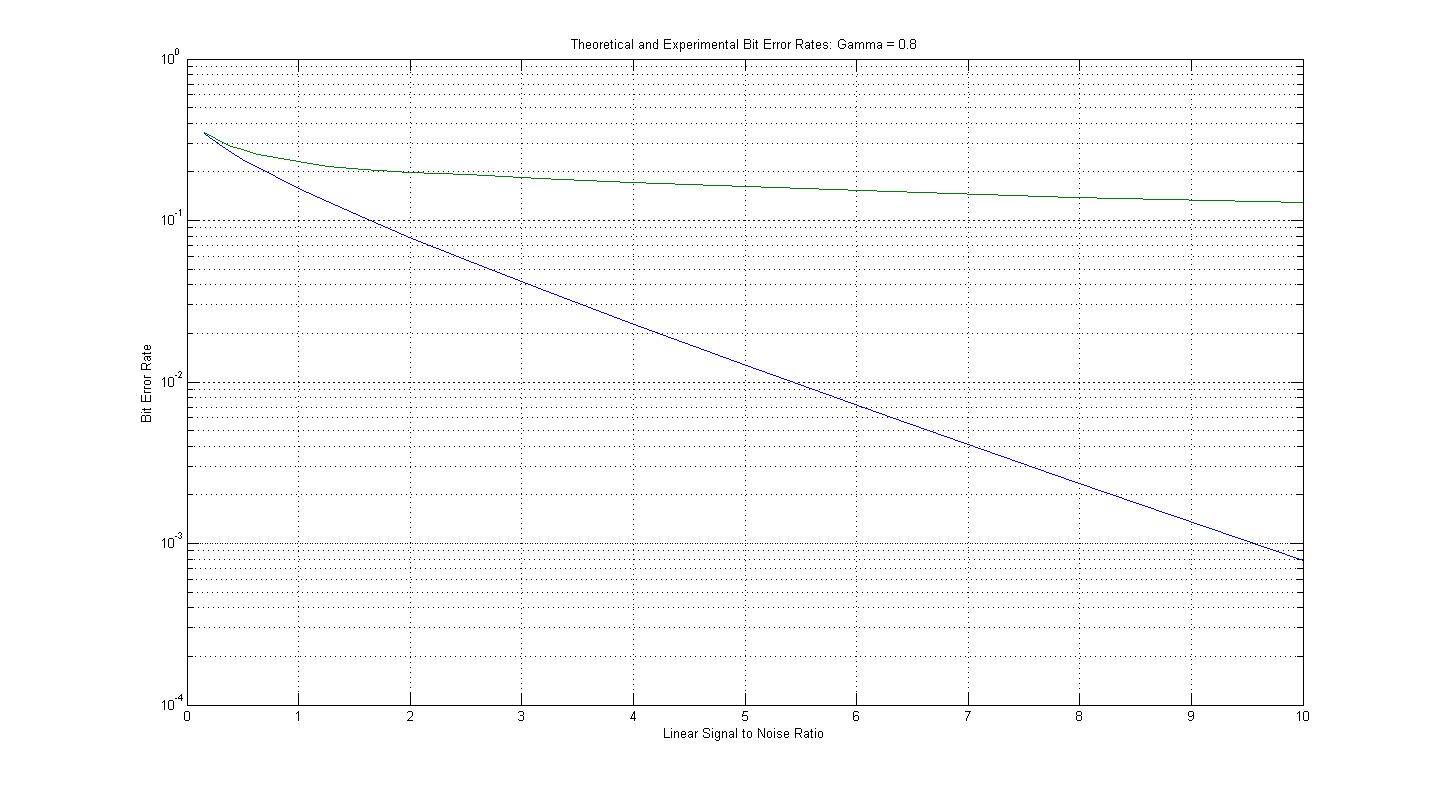 Theoretical and Experimental Bit Error Rates: Gamma = 0.8
10^0
10^-1
10^-2
10^-3
10^-4
Bit Error Rate
0 1 2 3 4 5 6 7 8 9 10
Linear Signal to Noise Ratio